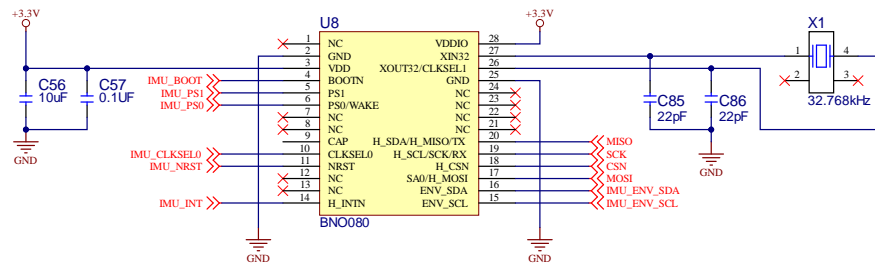 +3.3V
U8
+3.3V
X1
1 NC VDDIO 28
2 GND XIN32 27
3 VDD XOUT32/CLKSEL1 26
4 BOOTN GND 25
5 PS1 NC 24
6 PS0/WAKE NC 23
7 NC NC 22
8 NC NC 21
9 CAP H_SDA/H_MISO/TX 20
10 CLKSEL0 H_SCL/SCK/RX 19
11 NRST H_CSN 18
12 NC SA0/H_MOSI 17
13 NC ENV_SDA 16
14 H_INTN ENV_SCL 15
BNO080
C56
10uF
C57
0.1UF
GND
IMU_BOOT
IMU_PS1
IMU_PS0
IMU_CLKSEL0
IMU_NRST
IMU_INT
GND
MISO
SCK
CSN
MOSI
IMU_ENV_SDA
IMU_ENV_SCL
GND
C85
22pF
C86
22pF
GND
1 4
2 3
32.768kHz